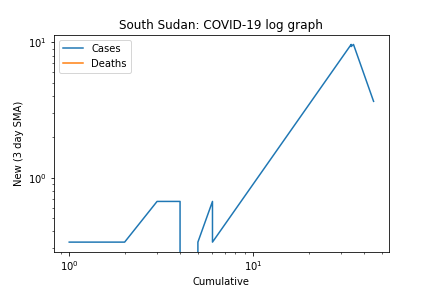 South Sudan: COVID-19 log graph
Cases
Deaths
New (3 day SMA)
10¹
10⁰
10⁰ 10¹
Cumulative